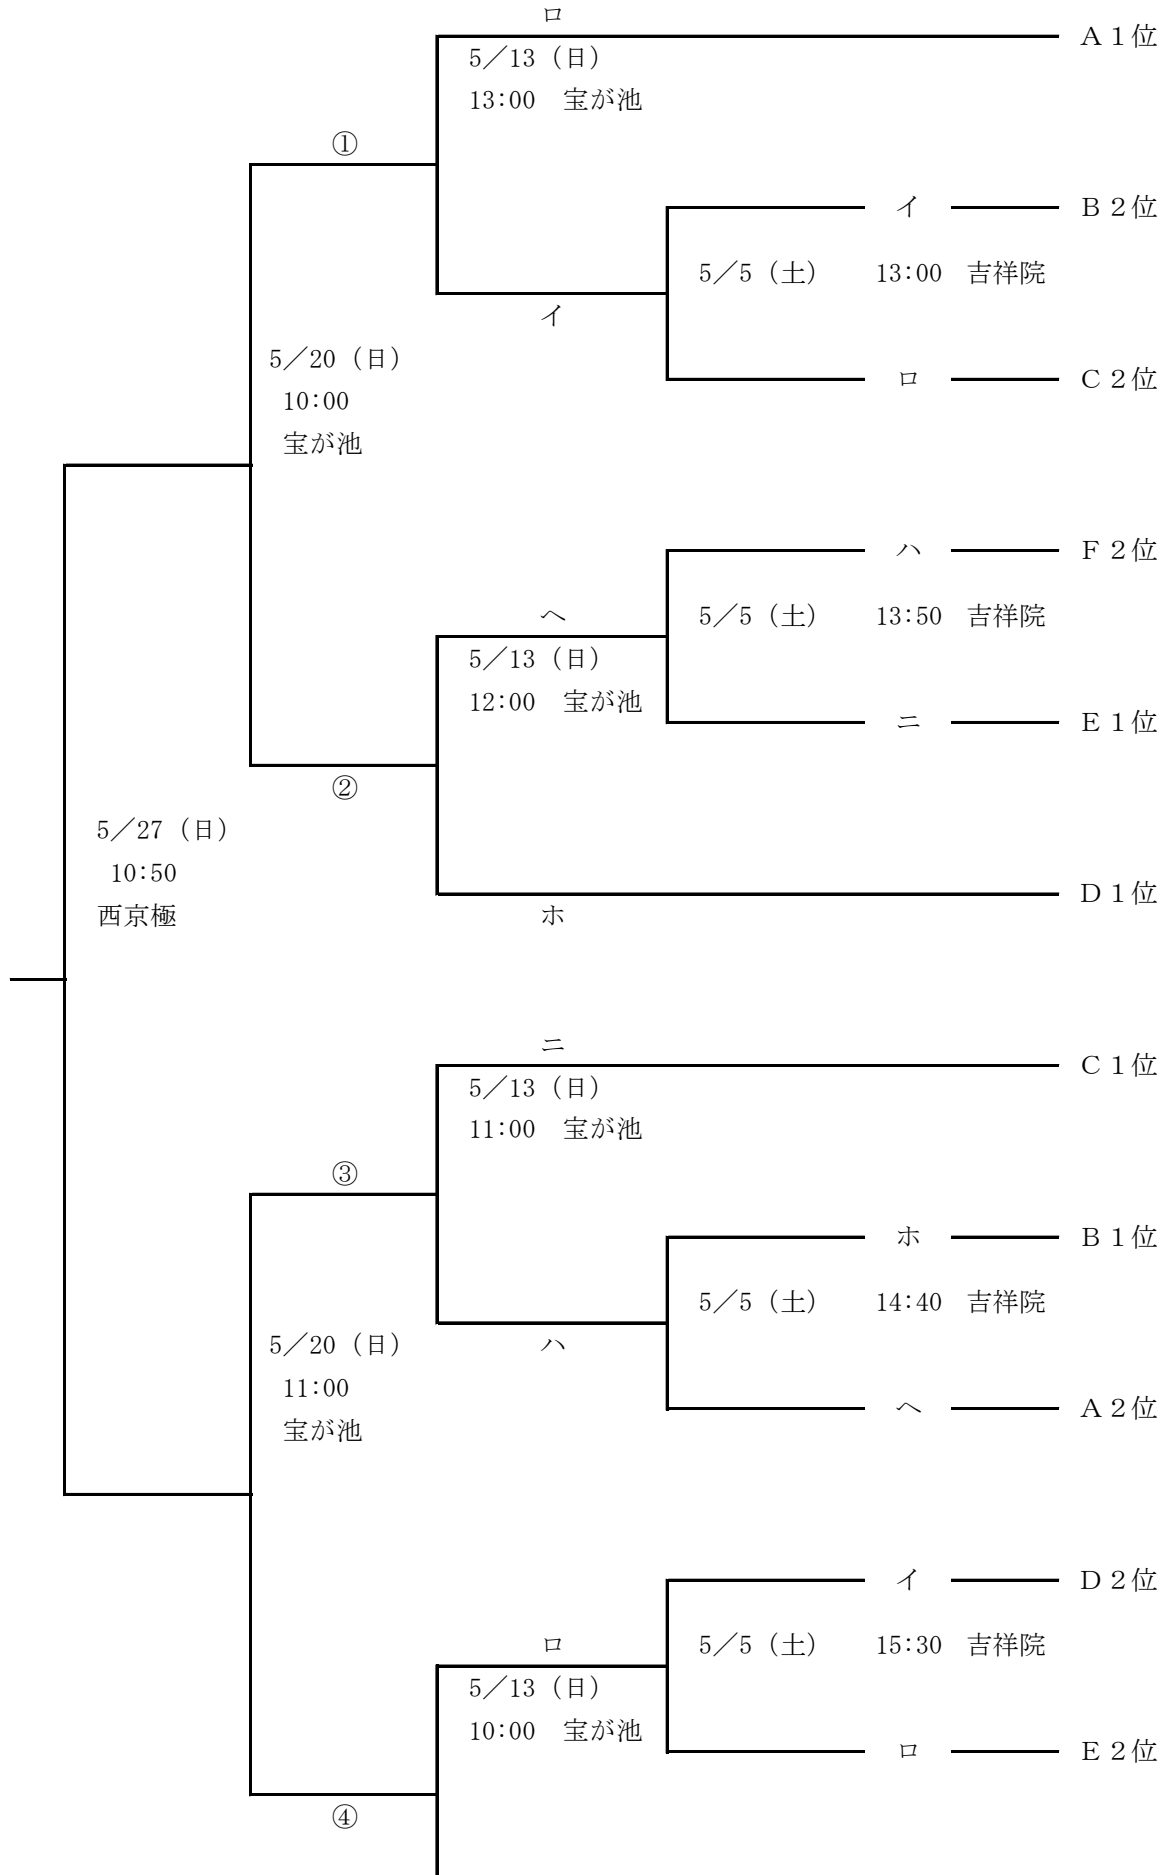 ロ
A1位
5／13（日）
13:00　宝が池
①
イ
B2位
5／5（土）　13:00　吉祥院
イ
5／20（日）
10:00
宝が池
ロ
C2位
ハ
F2位
ヘ
5／5（土）　13:50　吉祥院
5／13（日）
12:00　宝が池
ニ
E1位
②
5／27（日）
10:50
西京極
D1位
ホ
ニ
C1位
5／13（日）
11:00　宝が池
③
ホ
B1位
5／5（土）　14:40　吉祥院
ハ
5／20（日）
11:00
宝が池
ヘ
A2位
イ
D2位
ロ
5／5（土）　15:30　吉祥院
5／13（日）
10:00　宝が池
ロ
E2位
④